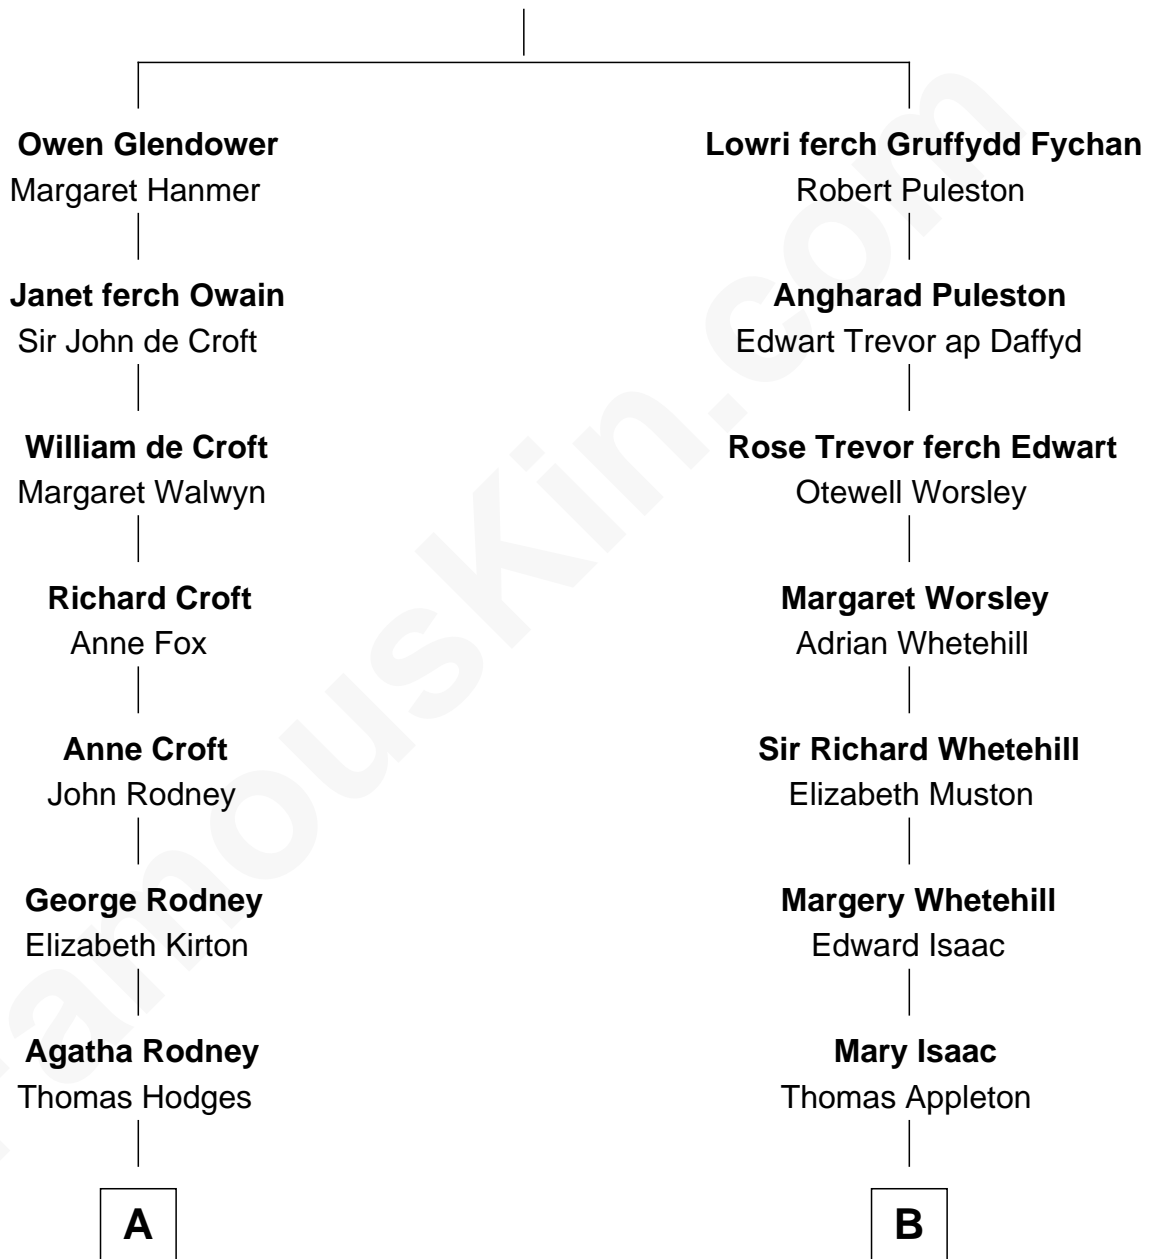 Owen Glendower
Margaret Hanmer
Janet ferch Owain
Sir John de Croft
William de Croft
Margaret Walwyn
Richard Croft
Anne Fox
Anne Croft
John Rodney
George Rodney
Elizabeth Kirton
Agatha Rodney
Thomas Hodges
A
Lowri ferch Gruffydd Fychan
Robert Puleston
Angharad Puleston
Edwart Trevor ap Daffyd
Rose Trevor ferch Edwart
Otewell Worsley
Margaret Worsley
Adrian Whetehill
Sir Richard Whetehill
Elizabeth Muston
Margery Whetehill
Edward Isaac
Mary Isaac
Thomas Appleton
B
FamousKin.com